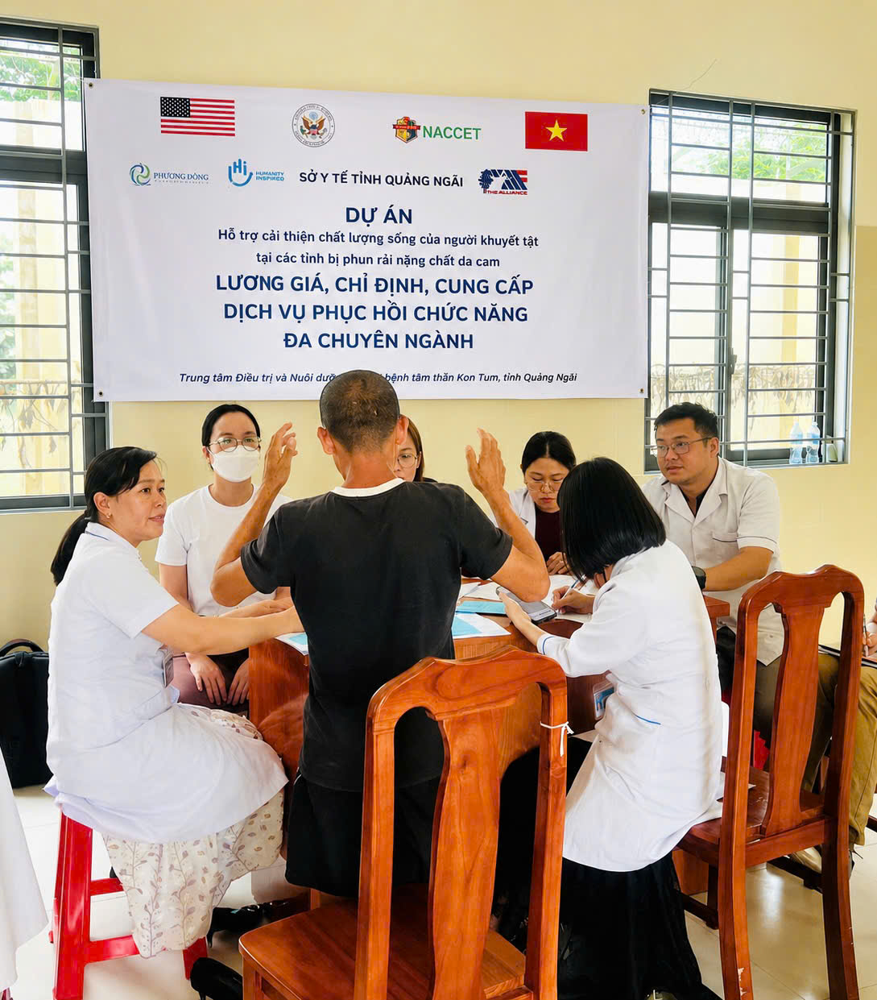 NACCET
PHƯƠNG ĐÔNG
HUMANITY
INSPIRED
SỞ Y TẾ TỈNH QUẢNG NGÃI
THE ALLIANCE
DỰ ÁN
Hỗ trợ cải thiện chất lượng sống của người khuyết tật
tại các tỉnh bị phun rải nặng chất da cam
LƯỢNG GIÁ, CHỈ ĐỊNH, CUNG CẤP
DỊCH VỤ PHỤC HỒI CHỨC NĂNG
ĐA CHUYÊN NGÀNH
Trung tâm Điều trị và Nuôi dưỡ bệnh tâm thần Kon Tum, tỉnh Quảng Ngãi